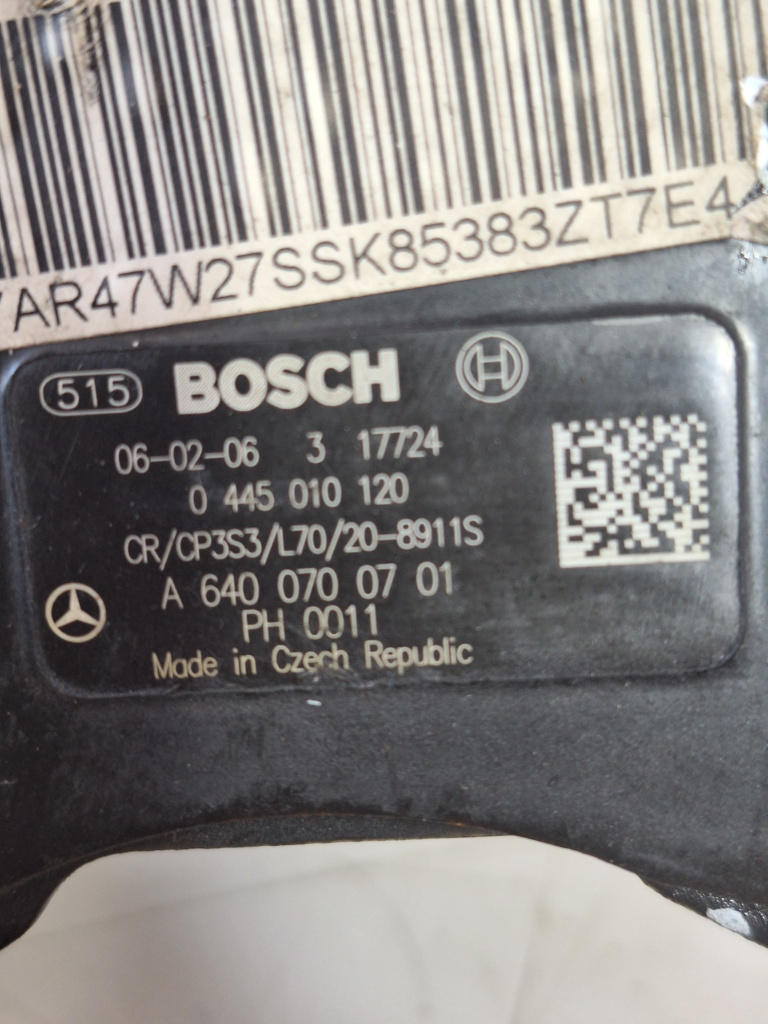 AR47W27SSK85383ZT7E4
515 BOSCH
06-02-06 3 17724
0 445 010 120
CR/CP3S3/L70/20-8911S
A 640 070 07 01
PH 0011
Made in Czech Republic